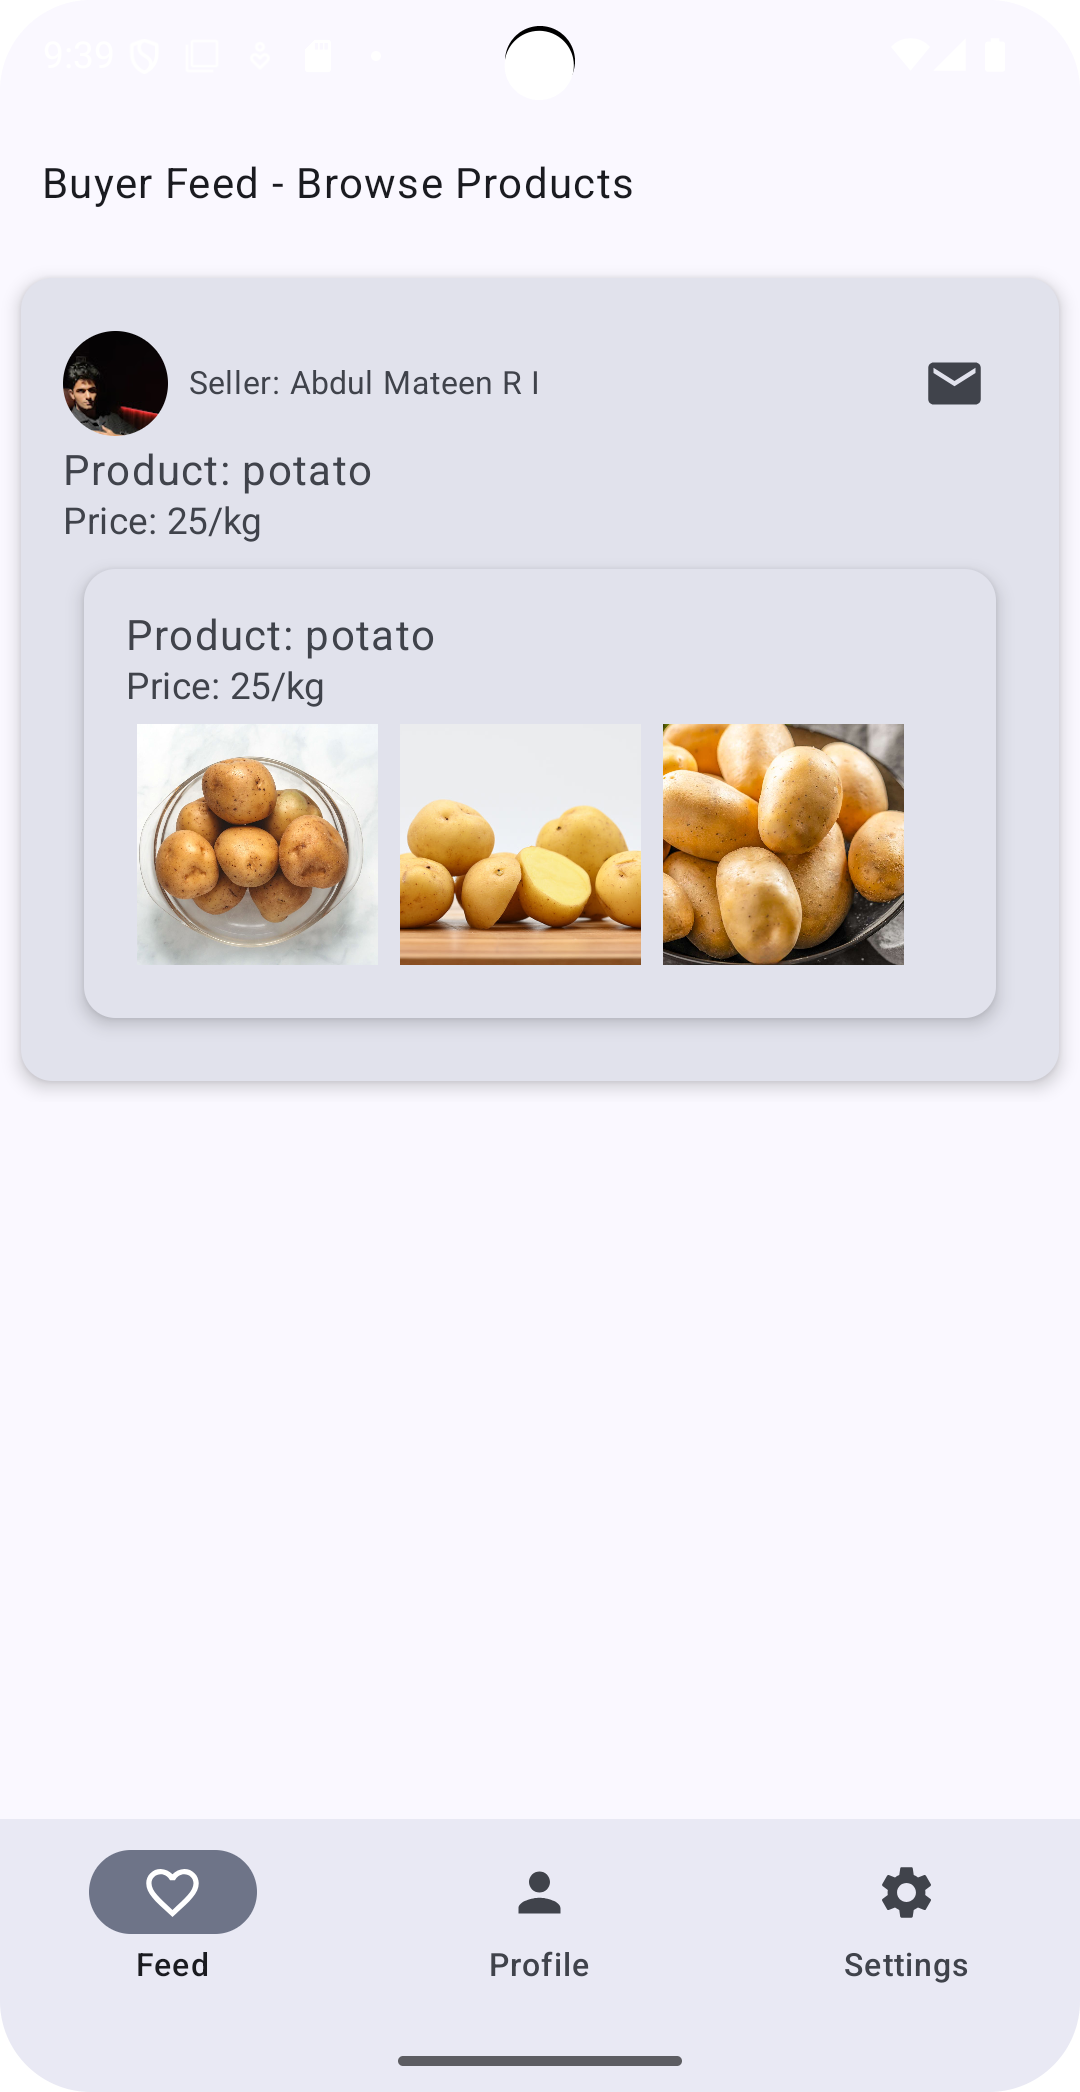 9:39
Buyer Feed - Browse Products
Seller: Abdul Mateen R I
Product: potato
Price: 25/kg
Product: potato
Price: 25/kg
Feed
Profile
Settings